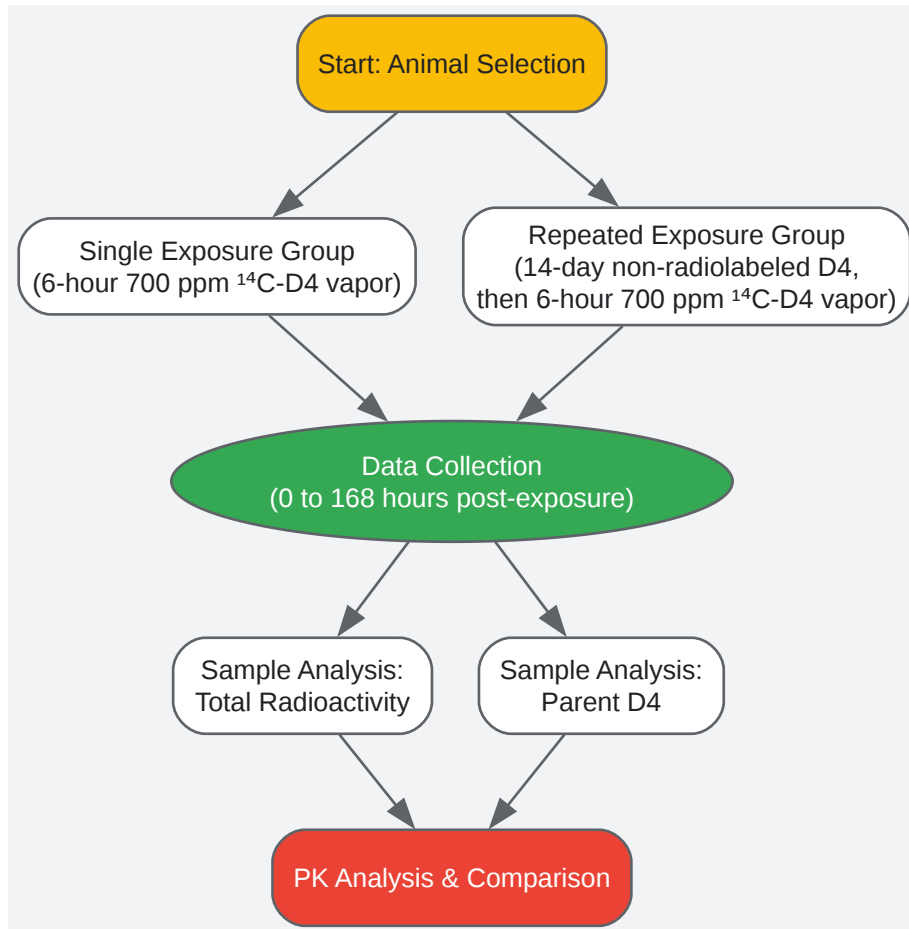 Start: Animal Selection
Single Exposure Group
(6-hour 700 ppm ¹⁴C-D4 vapor)
Repeated Exposure Group
(14-day non-radiolabeled D4,
then 6-hour 700 ppm ¹⁴C-D4 vapor)
Data Collection
(0 to 168 hours post-exposure)
Sample Analysis:
Total Radioactivity
Sample Analysis:
Parent D4
PK Analysis & Comparison